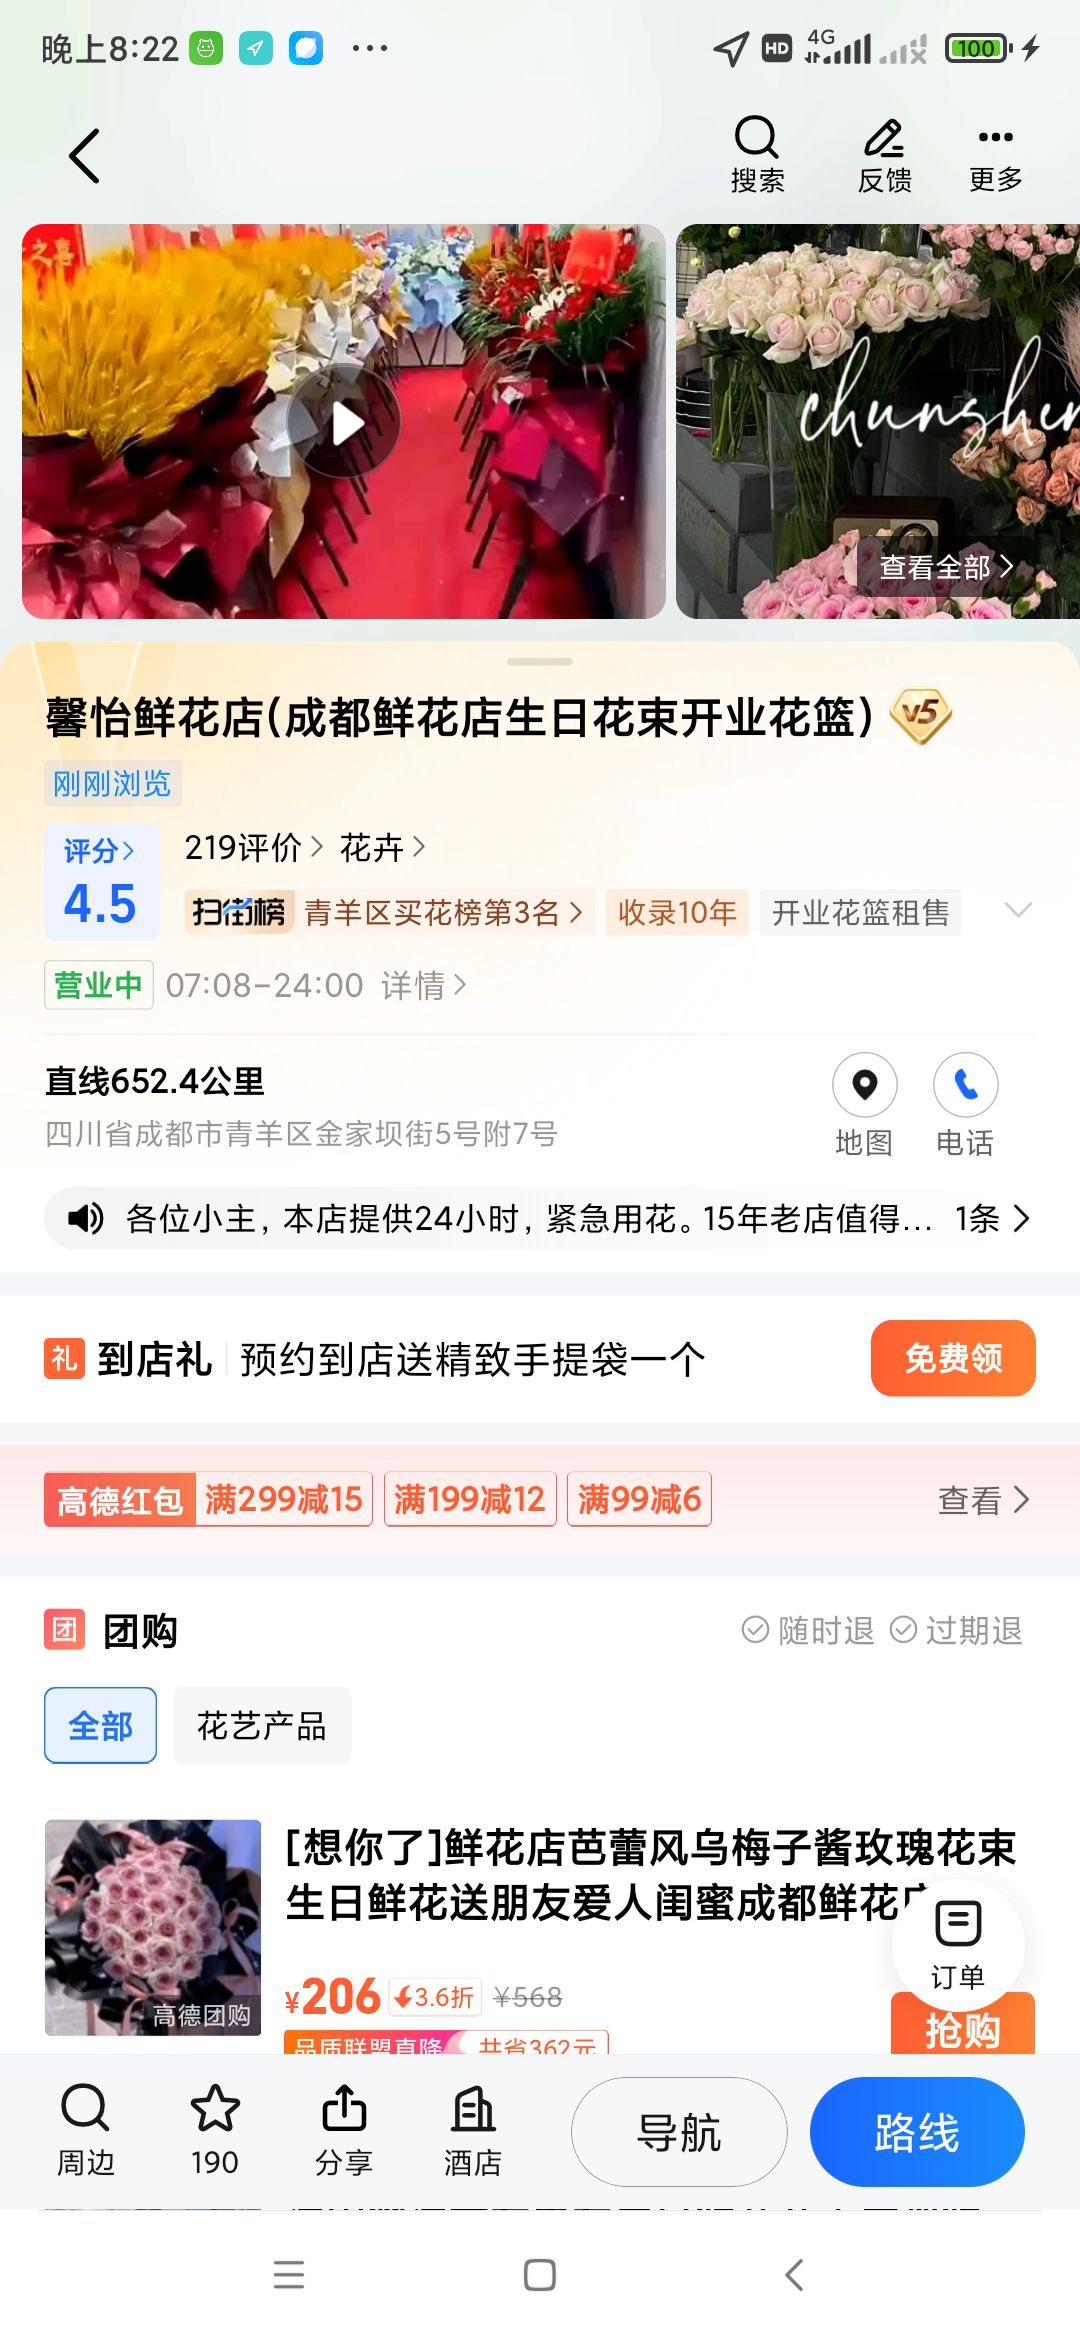 晚上8:22
HD
4G
100
搜索
反馈
更多
之喜
查看全部
馨怡鲜花店(成都鲜花店生日花束开业花篮)
V5
刚刚浏览
评分
4.5
219评价
花卉
扫街榜
青羊区买花榜第3名
收录10年
开业花篮租售
营业中
07:08-24:00
详情
直线652.4公里
四川省成都市青羊区金家坝街5号附7号
地图
电话
各位小主，本店提供24小时，紧急用花。15年老店值得...
1条
礼
到店礼
预约到店送精致手提袋一个
免费领
高德红包
满299减15
满199减12
满99减6
查看
团
团购
随时退
过期退
全部
花艺产品
[想你了]鲜花店芭蕾风乌梅子酱玫瑰花束
生日鲜花送朋友爱人闺蜜成都鲜花
高德团购
¥206
3.6折
¥568
品质联盟直降
共省362元
订单
抢购
周边
190
分享
酒店
导航
路线